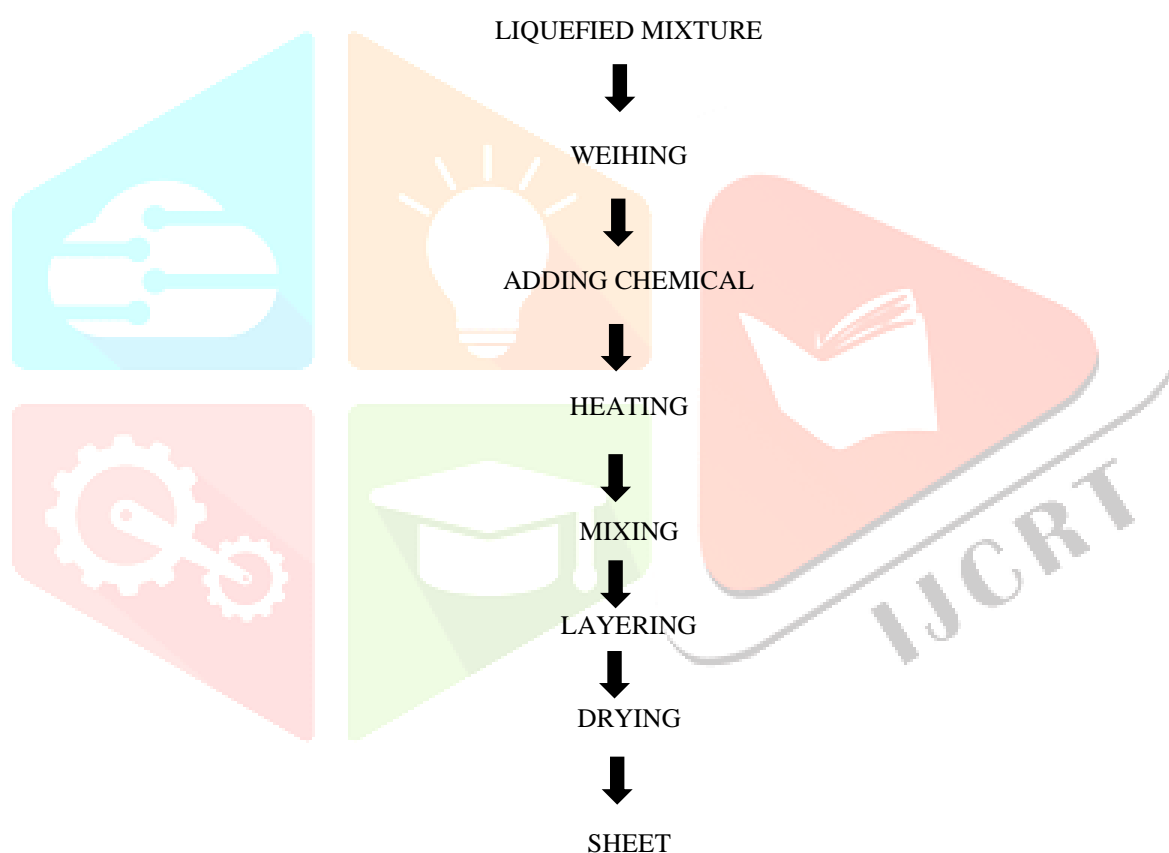 LIQUEFIED MIXTURE
WEIHING
ADDING CHEMICAL
HEATING
MIXING
LAYERING
DRYING
SHEET
IJCRT